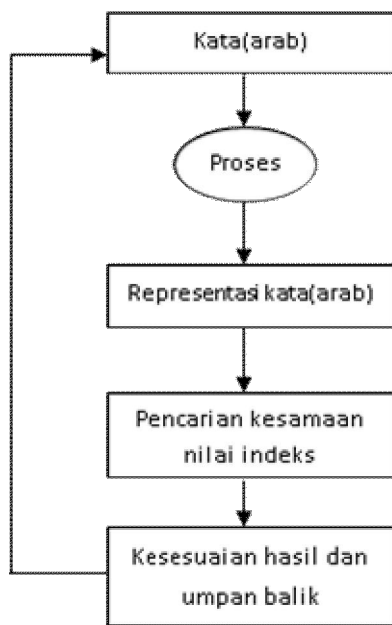 Kata(arab)
Proses
Representasi kata(arab)
Pencarian kesamaan
nilai indeks
Kesesuaian hasil dan
umpan balik